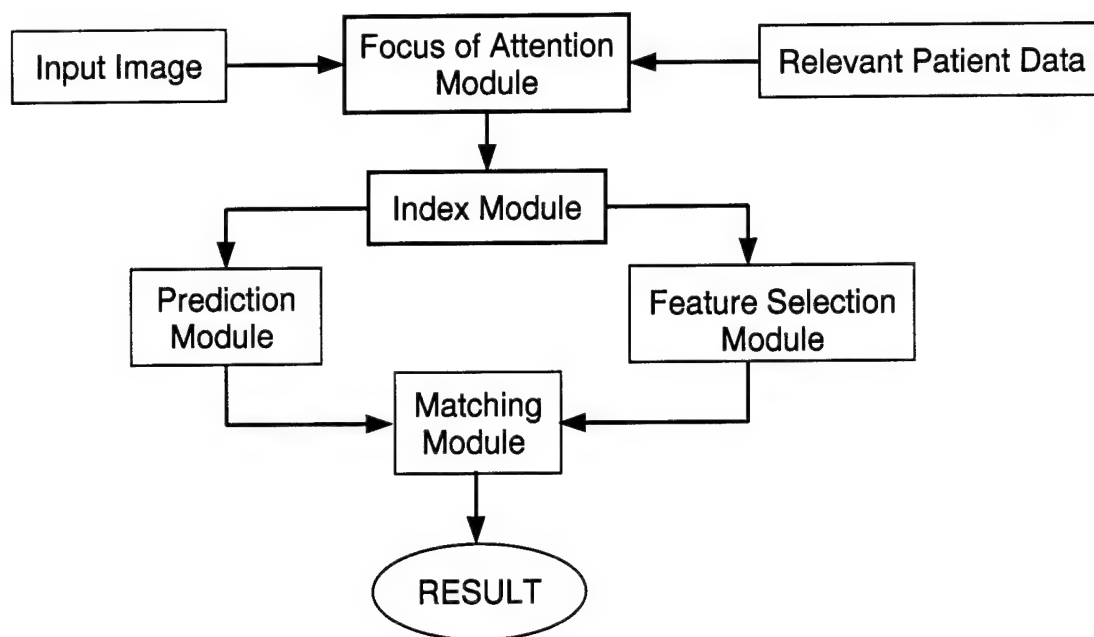 Input Image
Focus of Attention
Module
Relevant Patient Data
Index Module
Prediction
Module
Feature Selection
Module
Matching
Module
RESULT